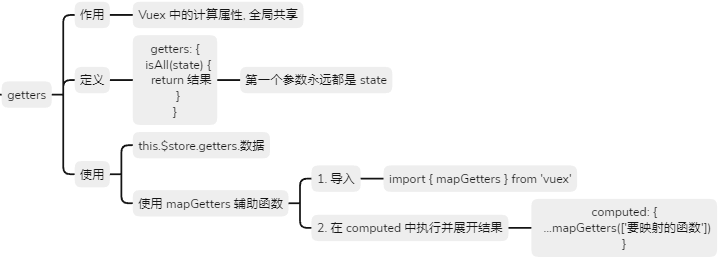 getters
作用
Vuex 中的计算属性, 全局共享
定义
getters: {
isAll(state) {
return 结果
}
}
第一个参数永远都是 state
使用
this.$store.getters.数据
使用 mapGetters 辅助函数
1. 导入
import { mapGetters } from 'vuex'
2. 在 computed 中执行并展开结果
computed: {
...mapGetters(['要映射的函数'])
}